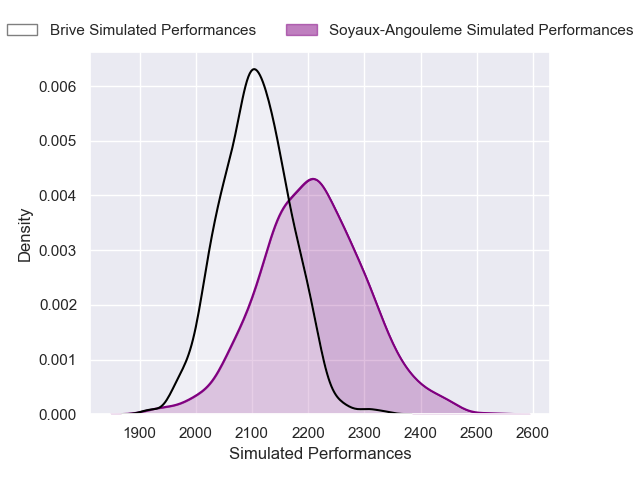 Brive Simulated Performances
Soyaux-Angouleme Simulated Performances
0.006
0.005
0.004
0.003
0.002
0.001
0.000
Density
1900 2000 2100 2200 2300 2400 2500 2600
Simulated Performances